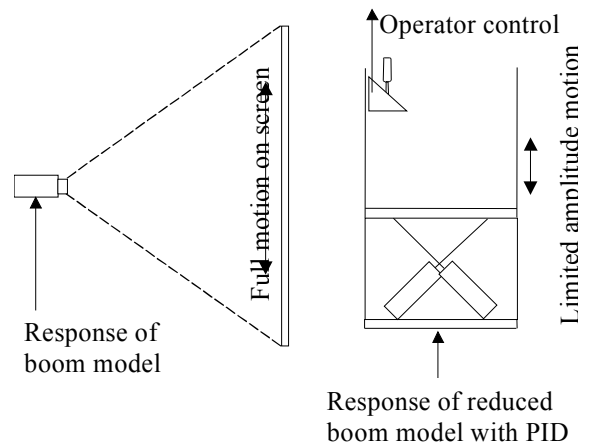 Operator control
Full motion on screen
Limited amplitude motion
Response of
boom model
Response of reduced
boom model with PID